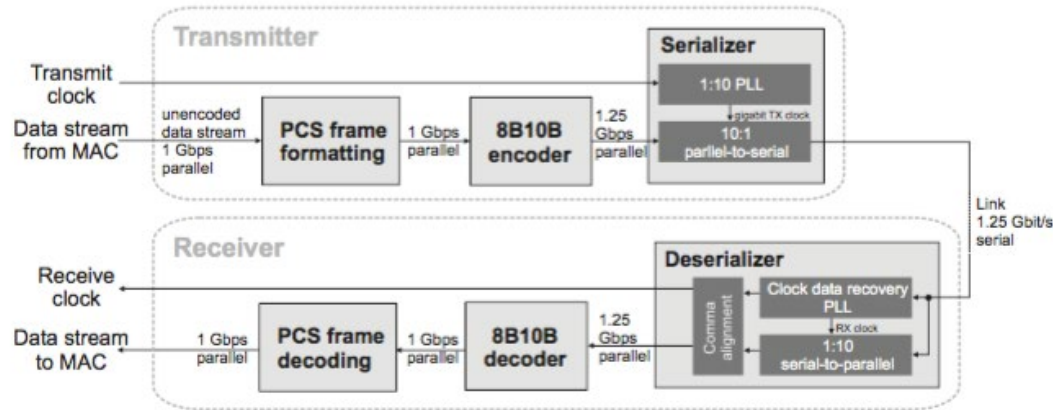 Transmitter
Serializer
Transmit
clock
1:10 PLL
gigabit TX clock
Data stream
from MAC
unencoded
data stream
1 Gbps
parallel
PCS frame
formatting
1 Gbps
parallel
8B10B
encoder
1.25
Gbps
parallel
10:1
parllel-to-serial
Link
1.25 Gbit/s
serial
Receiver
Deserializer
Receive
clock
Clock data recovery
PLL
RX clock
1:10
serial-to-parallel
Comma
alignment
1.25
Gbps
parallel
8B10B
decoder
1 Gbps
parallel
PCS frame
decoding
1 Gbps
parallel
Data stream
to MAC